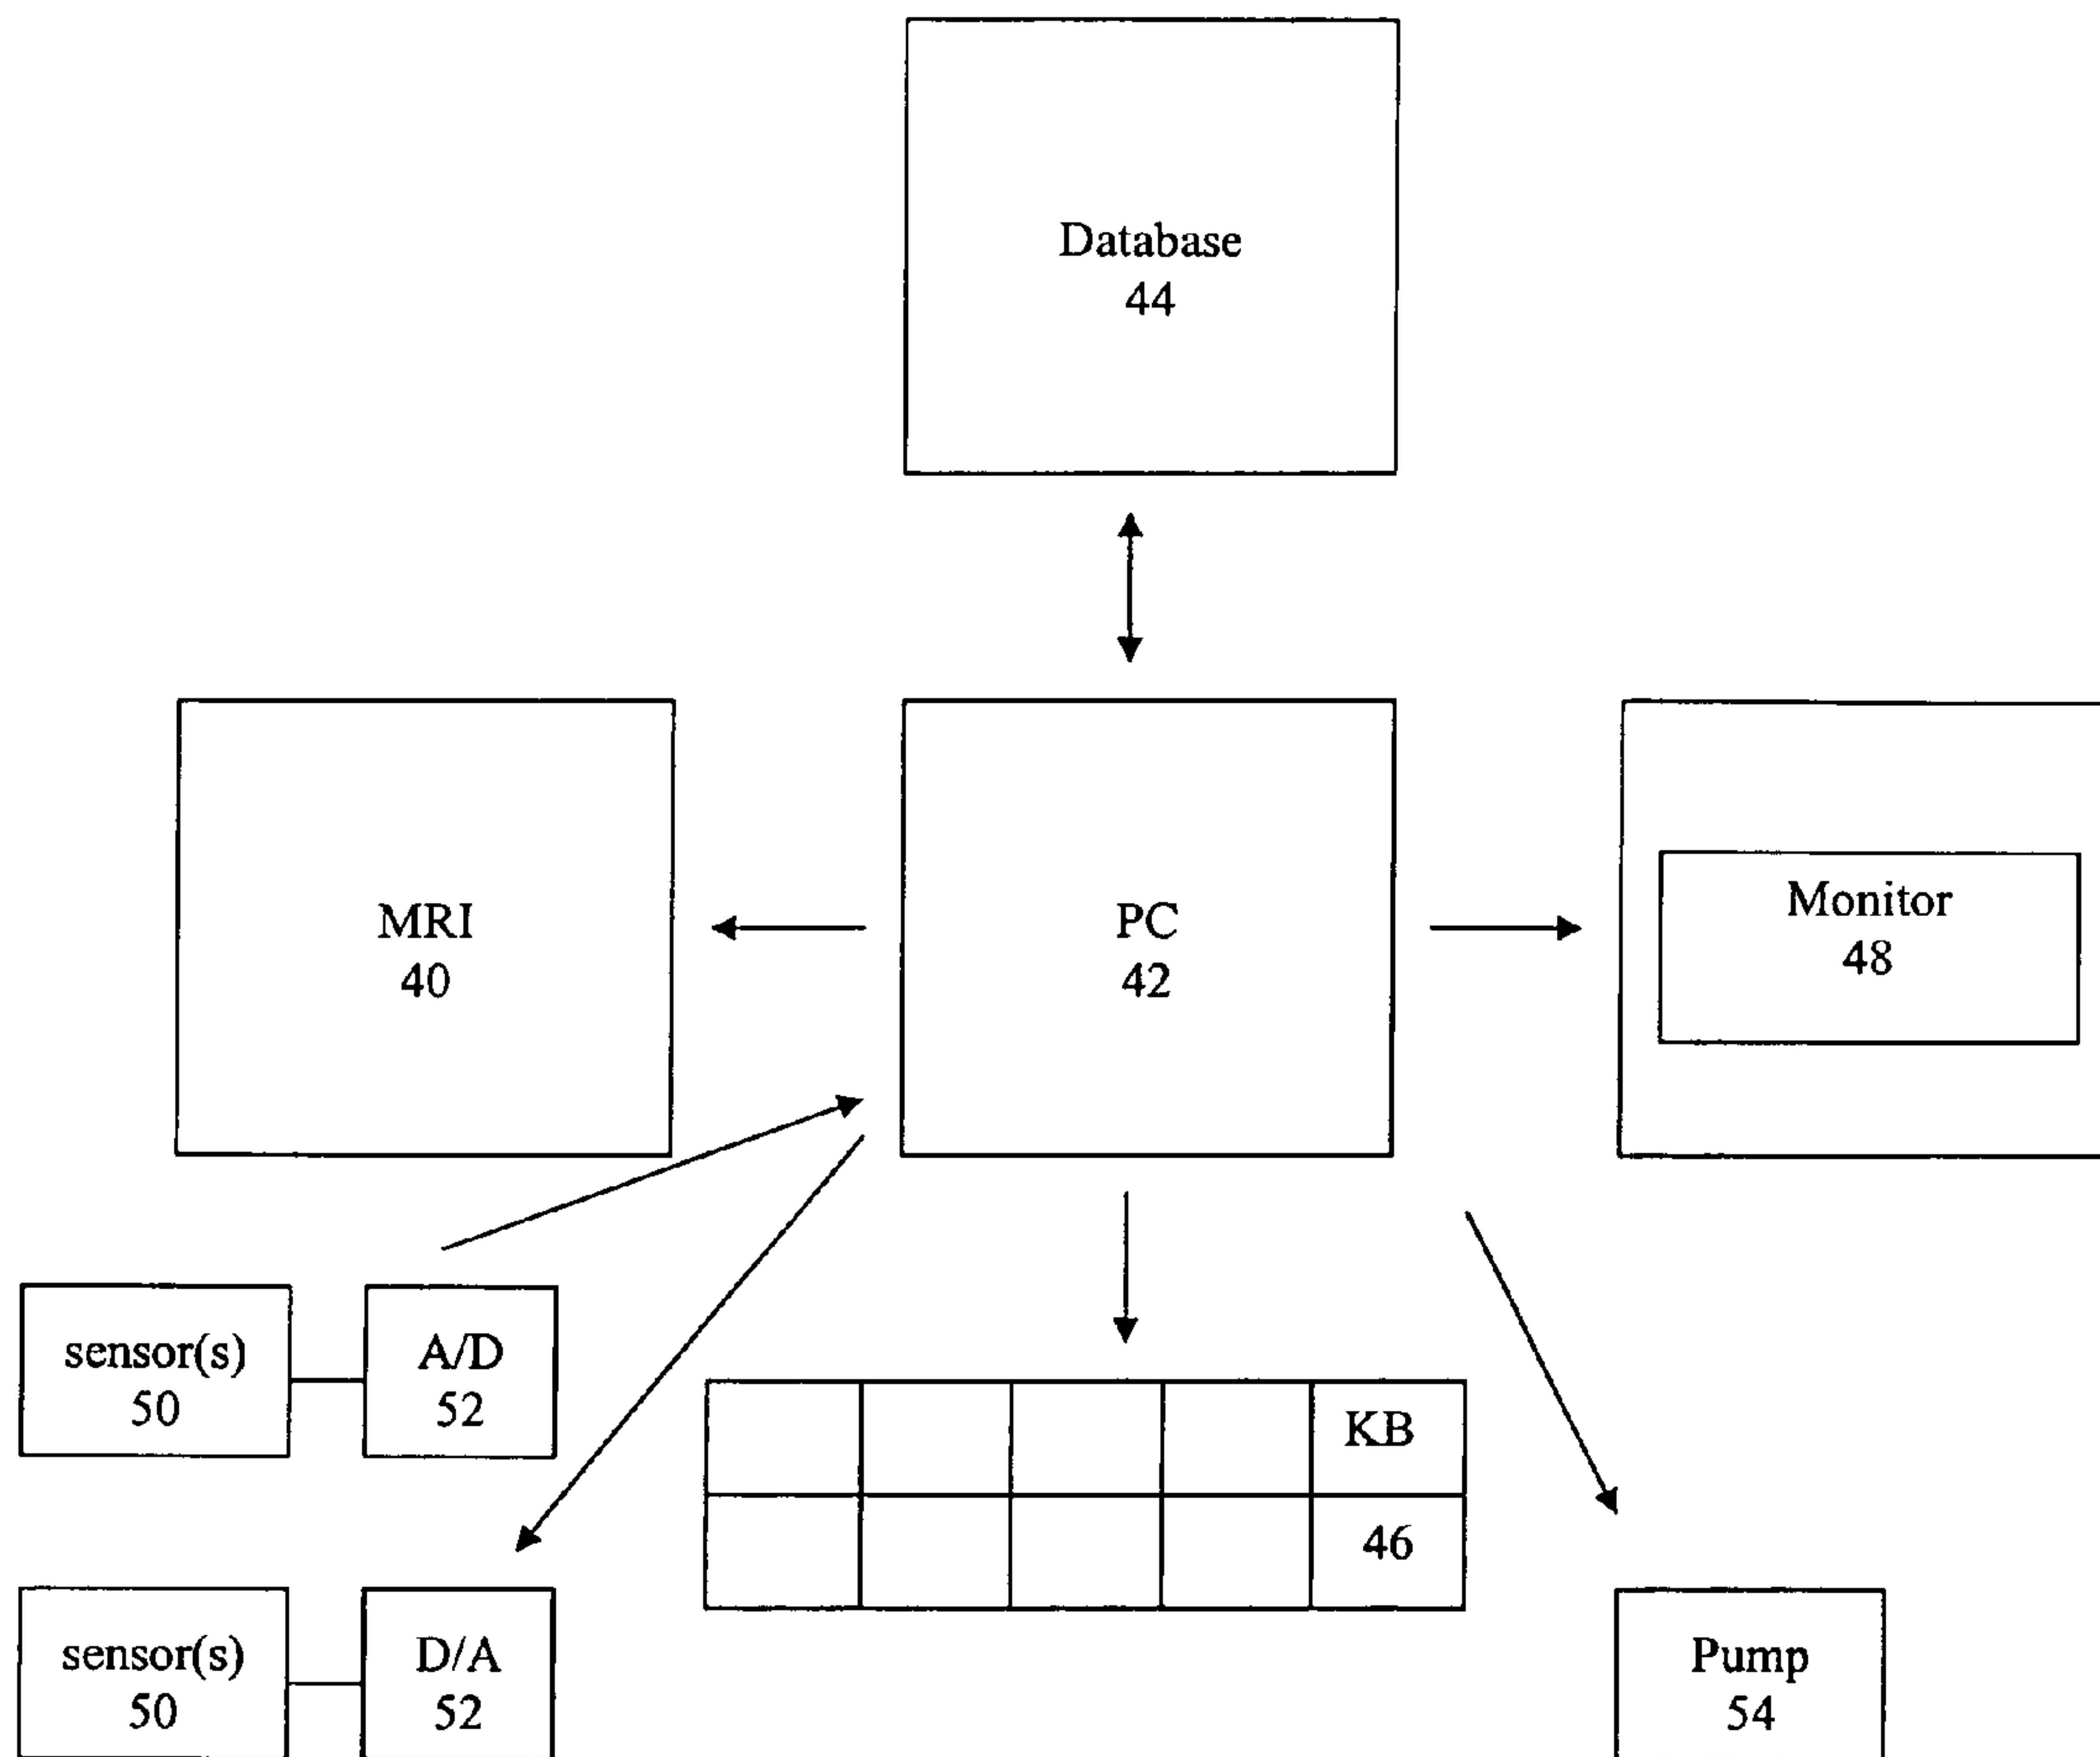 Database
44
MRI
40
PC
42
Monitor
48
sensor(s)
50
A/D
52
KB
46
sensor(s)
50
D/A
52
Pump
54